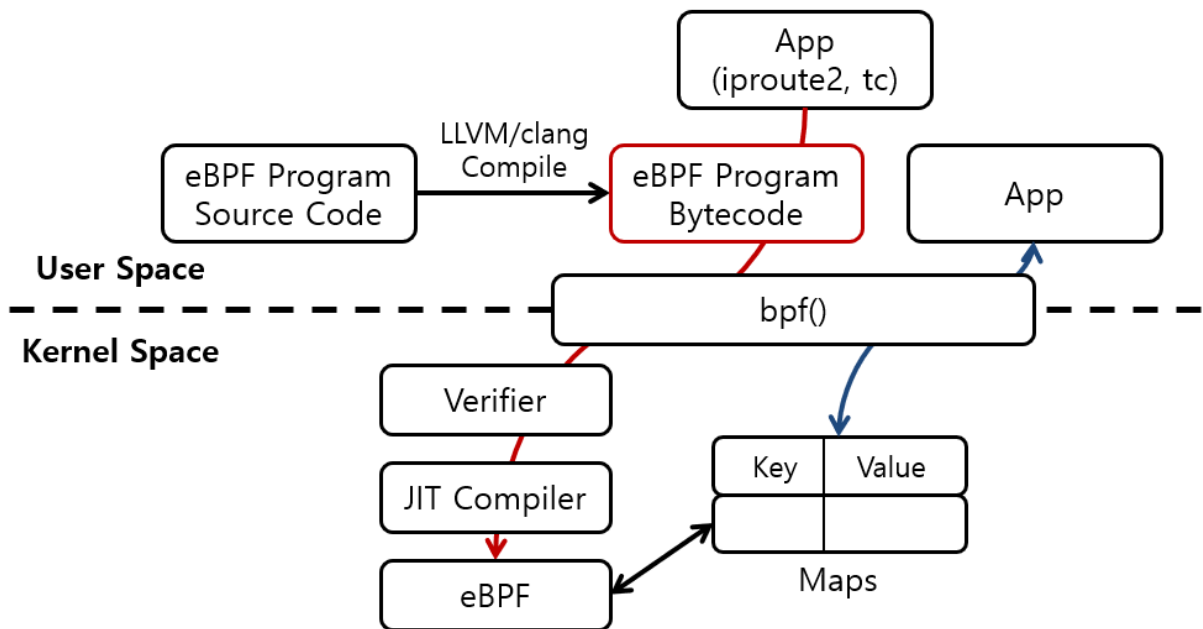 App
(iproute2, tc)
LLVM/clang
Compile
eBPF Program
Source Code
eBPF Program
Bytecode
App
User Space
bpf()
Kernel Space
Verifier
Key
Value
JIT Compiler
Maps
eBPF